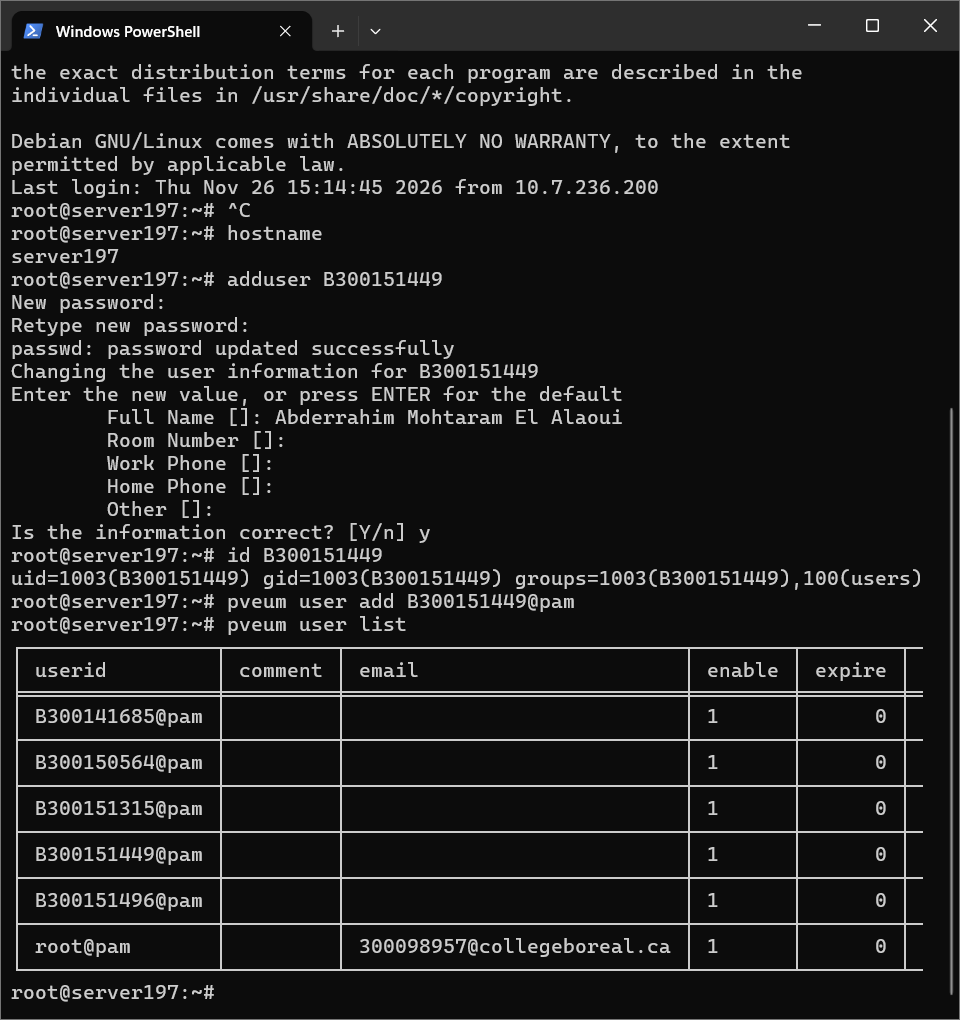 Windows PowerShell
the exact distribution terms for each program are described in the
individual files in /usr/share/doc/*/copyright.
Debian GNU/Linux comes with ABSOLUTELY NO WARRANTY, to the extent
permitted by applicable law.
Last login: Thu Nov 26 15:14:45 2026 from 10.7.236.200
root@server197:~# ^C
root@server197:~# hostname
server197
root@server197:~# adduser B300151449
New password:
Retype new password:
passwd: password updated successfully
Changing the user information for B300151449
Enter the new value, or press ENTER for the default
Full Name []: Abderrahim Mohtaram El Alaoui
Room Number []:
Work Phone []:
Home Phone []:
Other []:
Is the information correct? [Y/n] y
root@server197:~# id B300151449
uid=1003(B300151449) gid=1003(B300151449) groups=1003(B300151449),100(users)
root@server197:~# pveum user add B300151449@pam
root@server197:~# pveum user list
userid comment email enable expire
B300141685@pam 1 0
B300150564@pam 1 0
B300151315@pam 1 0
B300151449@pam 1 0
B300151496@pam 1 0
root@pam 300098957@collegeboreal.ca 1 0
root@server197:~#